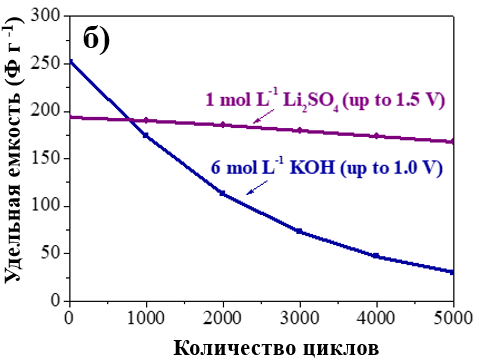 б)
Удельная емкость (Ф г⁻¹)
300
250
200
150
100
50
0
1 mol L⁻¹ Li₂SO₄ (up to 1.5 V)
6 mol L⁻¹ KOH (up to 1.0 V)
0 1000 2000 3000 4000 5000
Количество циклов